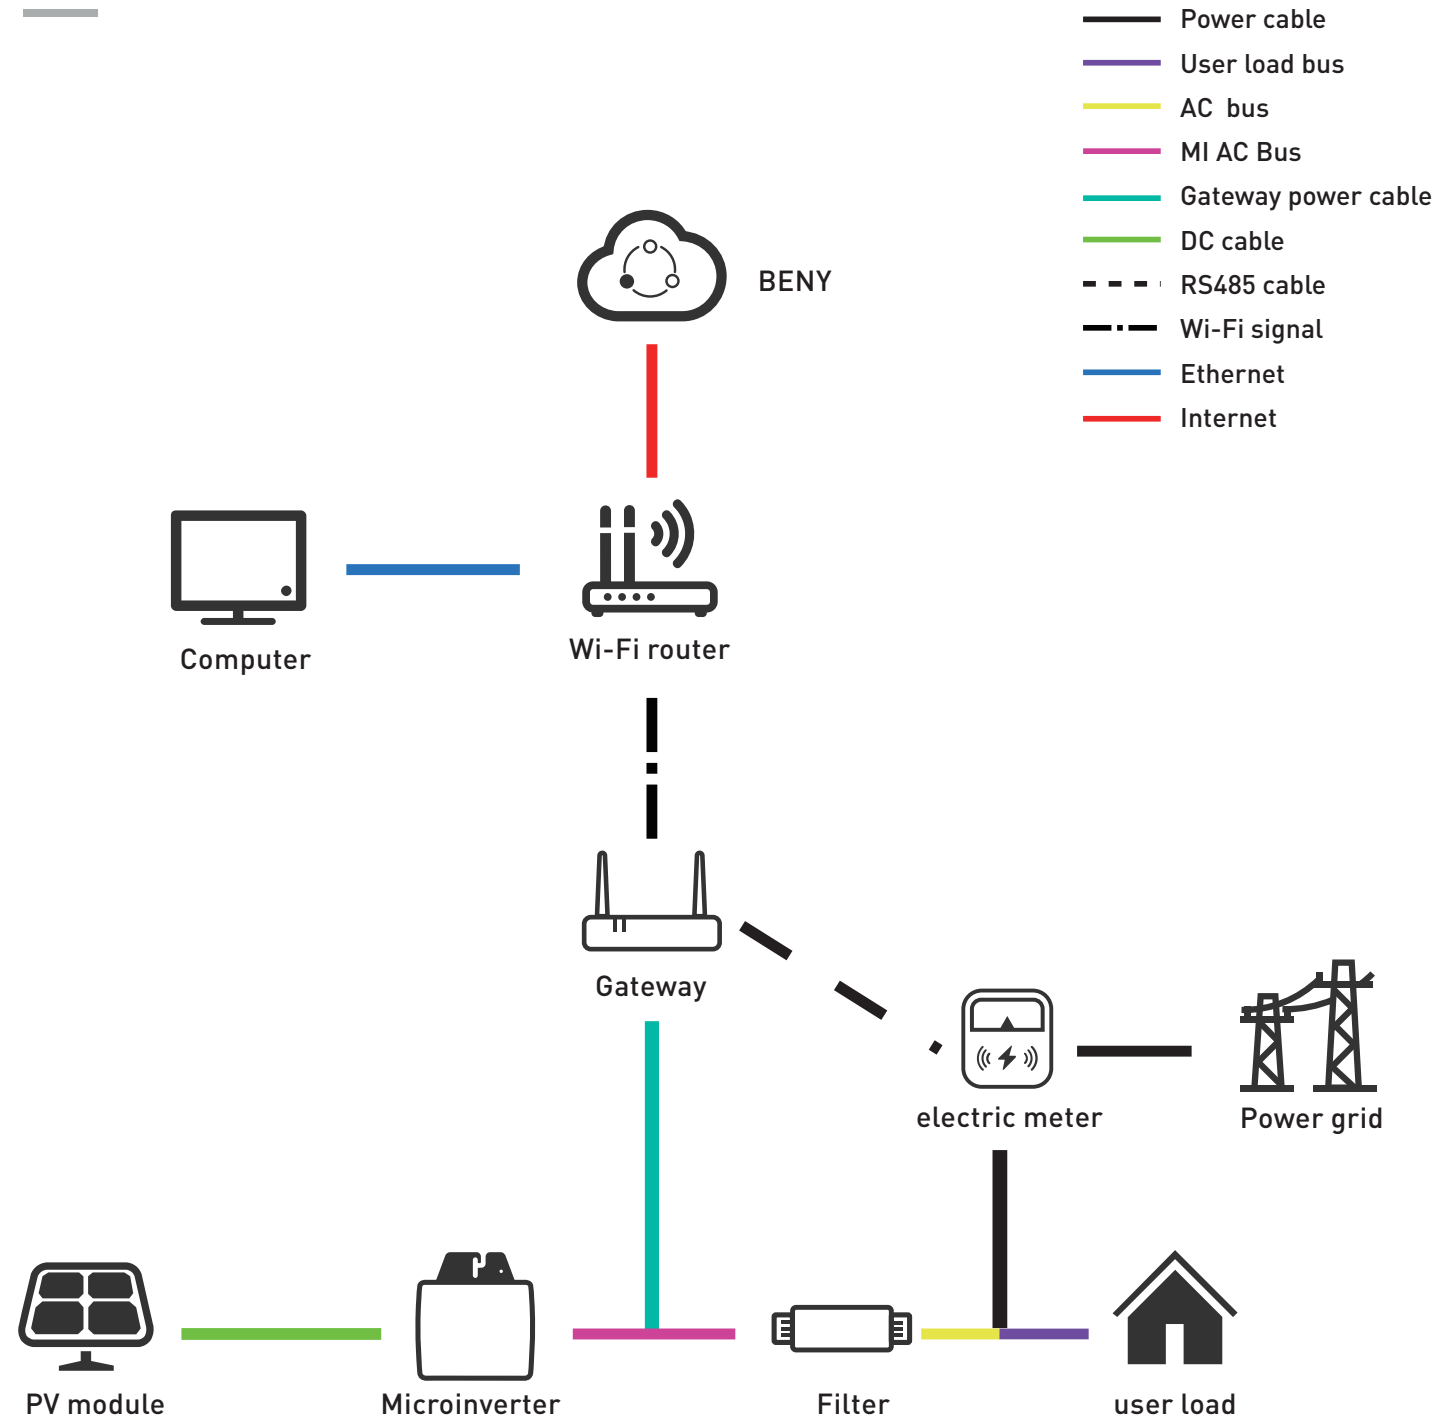 Power cable
User load bus
AC bus
MI AC Bus
Gateway power cable
DC cable
RS485 cable
Wi-Fi signal
Ethernet
Internet
BENY
Computer
Wi-Fi router
Gateway
electric meter
Power grid
PV module
Microinverter
Filter
user load